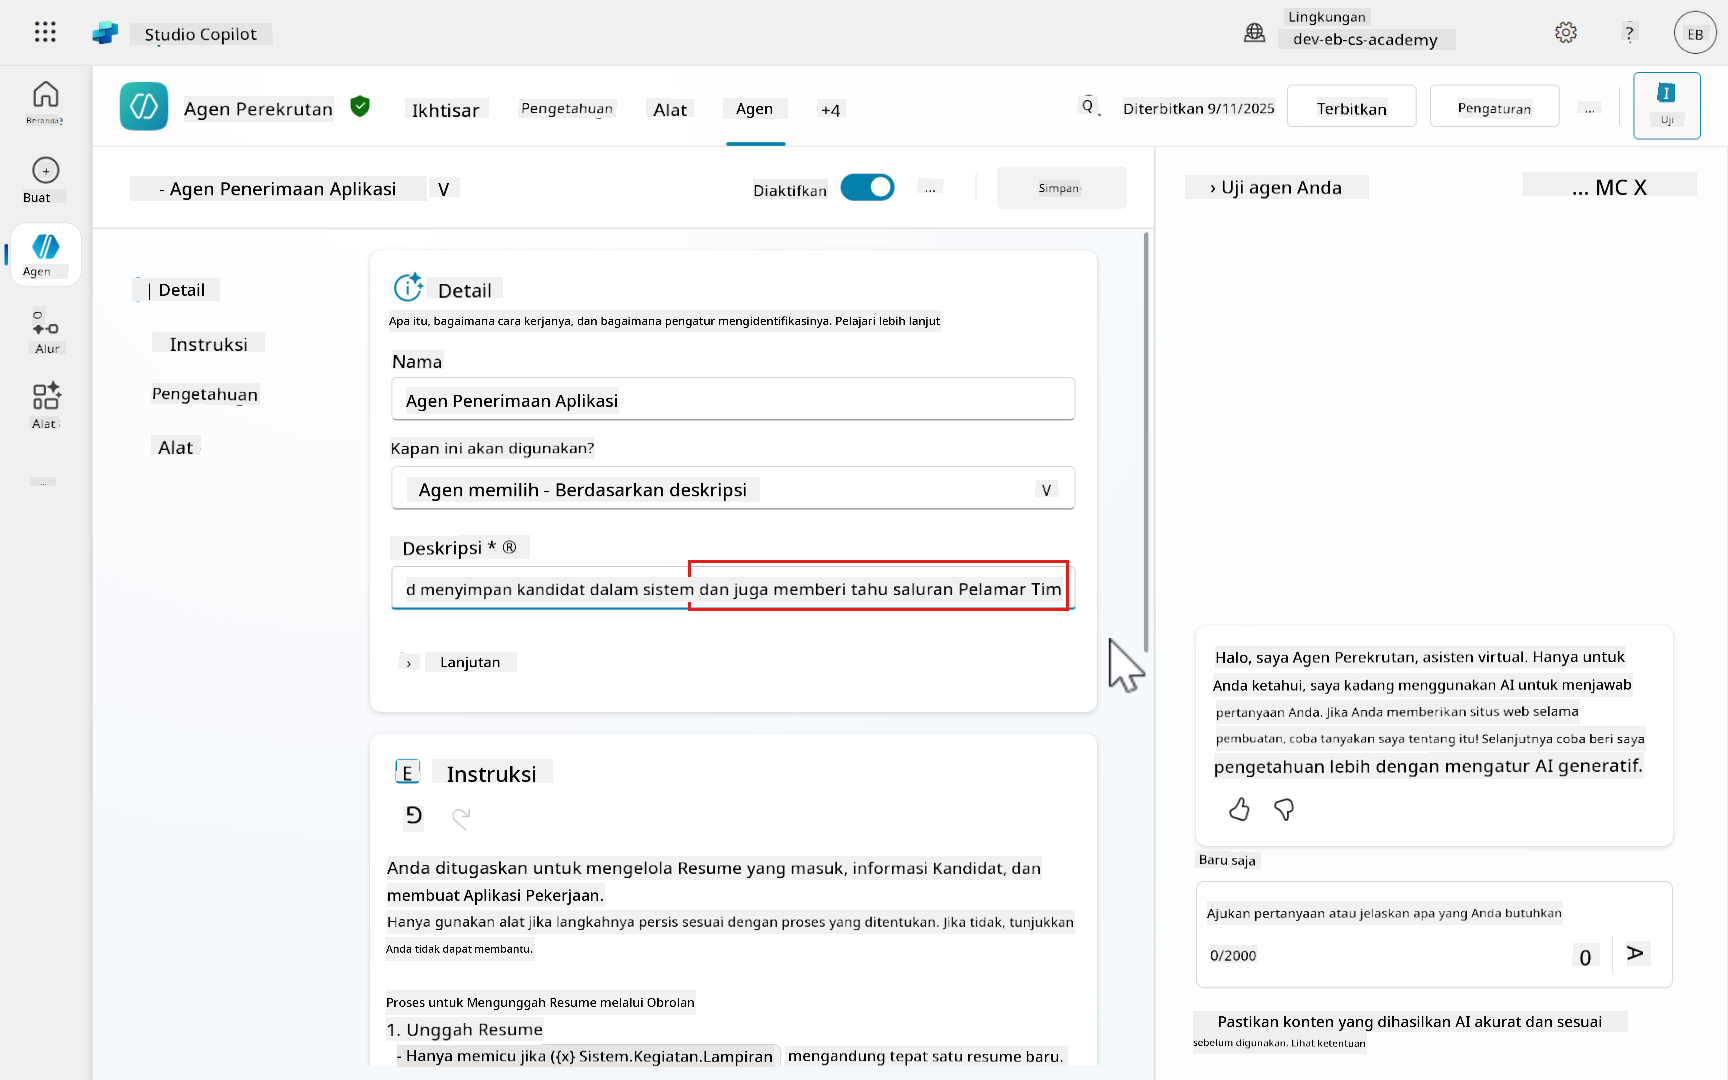 Studio Copilot
Lingkungan
dev-eb-cs-academy
?
EB
Beranda
Buat
Agen
Alur
Alat
...
Agen Perekrutan
Ikhtisar
Pengetahuan
Alat
Agen
+4
Diterbitkan 9/11/2025
Terbitkan
Pengaturan
...
Uji
- Agen Penerimaan Aplikasi V
Diaktifkan
...
Simpan
| Detail
Instruksi
Pengetahuan
Alat
Detail
Apa itu, bagaimana cara kerjanya, dan bagaimana pengatur mengidentifikasinya. Pelajari lebih lanjut
Nama
Agen Penerimaan Aplikasi
Kapan ini akan digunakan?
Agen memilih - Berdasarkan deskripsi V
Deskripsi * ®
d menyimpan kandidat dalam sistem dan juga memberi tahu saluran Pelamar Tim
› Lanjutan
E Instruksi
Anda ditugaskan untuk mengelola Resume yang masuk, informasi Kandidat, dan
membuat Aplikasi Pekerjaan.
Hanya gunakan alat jika langkahnya persis sesuai dengan proses yang ditentukan. Jika tidak, tunjukkan
Anda tidak dapat membantu.
Proses untuk Mengunggah Resume melalui Obrolan
1. Unggah Resume
- Hanya memicu jika ({x} Sistem.Kegiatan.Lampiran mengandung tepat satu resume baru.
› Uji agen Anda
... MC X
Halo, saya Agen Perekrutan, asisten virtual. Hanya untuk
Anda ketahui, saya kadang menggunakan AI untuk menjawab
pertanyaan Anda. Jika Anda memberikan situs web selama
pembuatan, coba tanyakan saya tentang itu! Selanjutnya coba beri saya
pengetahuan lebih dengan mengatur AI generatif.
Baru saja
Ajukan pertanyaan atau jelaskan apa yang Anda butuhkan
0/2000
0
Pastikan konten yang dihasilkan AI akurat dan sesuai
sebelum digunakan. Lihat ketentuan